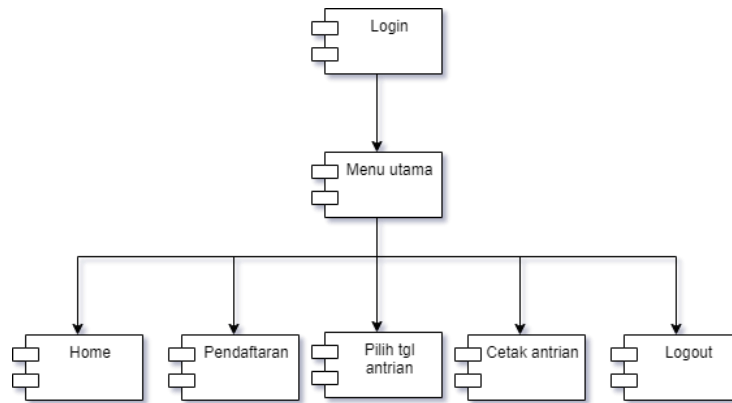 Login
Menu utama
Home
Pendaftaran
Pilih tgl
antrian
Cetak antrian
Logout